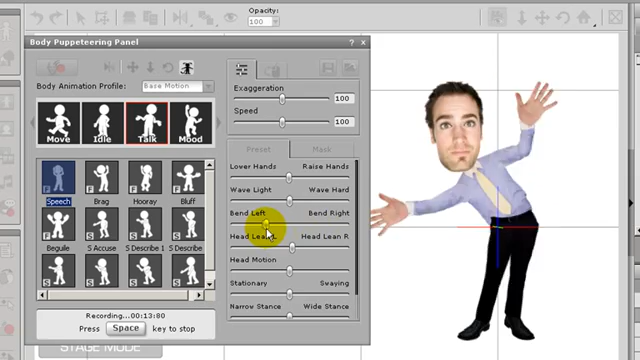 Opacity:
100
Body Puppeteering Panel
? x
Body Animation Profile: Base Motion
Move Idle Talk Mood
Exaggeration
100
Speed
100
Preset Mask
Lower Hands Raise Hands
Wave Light Wave Hard
Bend Left Bend Right
Head Lean L Head Lean R
Head Motion
Stationary Swaying
Narrow Stance Wide Stance
F F F F
Speech Brag Hooray Bluff
F
Beguile S Accuse S Describe 1 S Describe 2
Recording... 00:13:80
Press Space key to stop
STAGE MODE